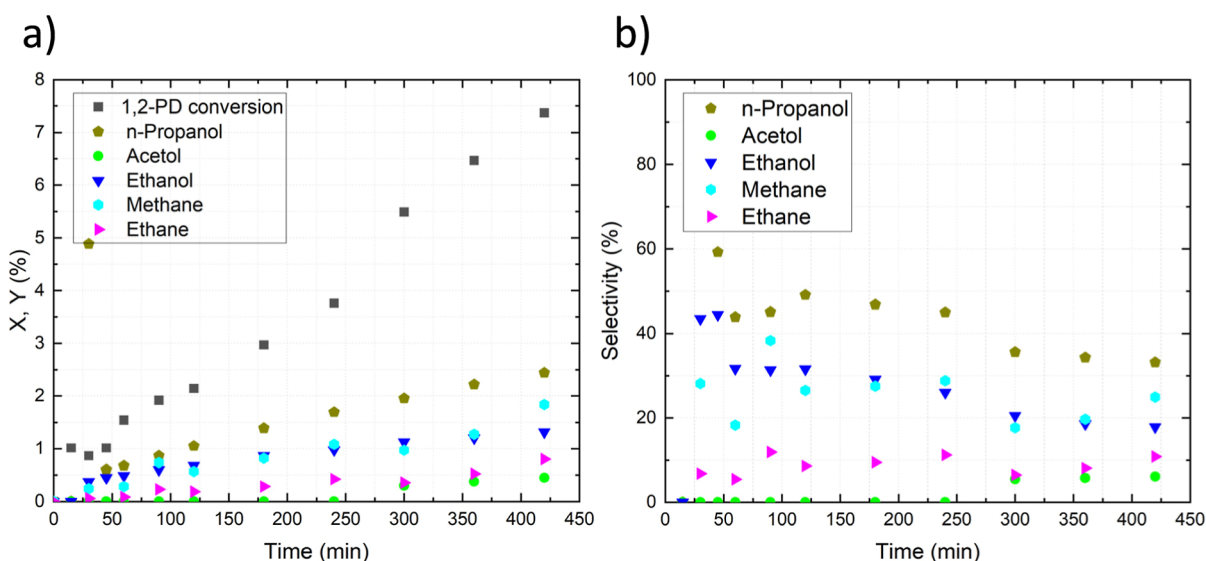 a)
8
7
6
5
4
3
2
1
0
X, Y (%)
1,2-PD conversion
n-Propanol
Acetol
Ethanol
Methane
Ethane
0 50 100 150 200 250 300 350 400 450
Time (min)
b)
100
80
60
40
20
0
Selectivity (%)
n-Propanol
Acetol
Ethanol
Methane
Ethane
0 50 100 150 200 250 300 350 400 450
Time (min)